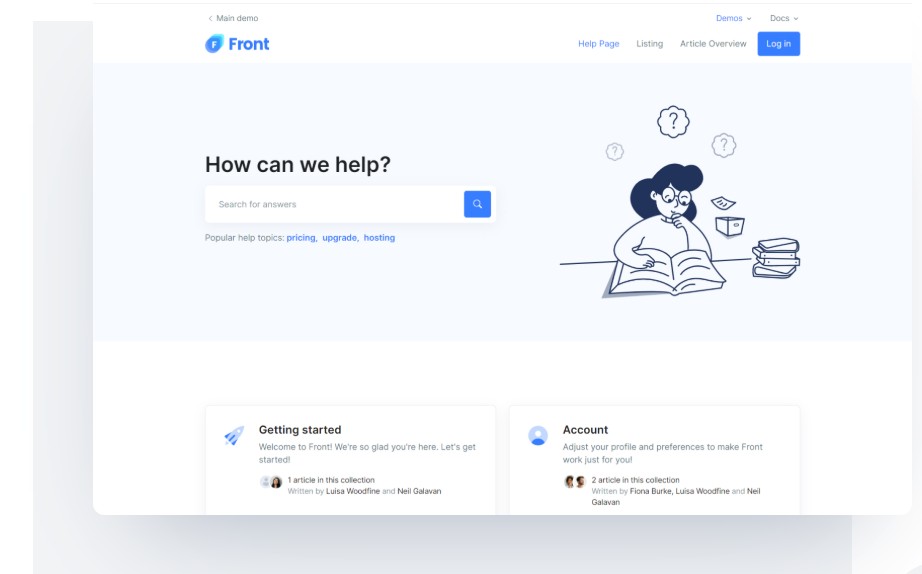 Main demo
Demos
Docs
Front
Help Page
Listing
Article Overview
Log in
How can we help?
Search for answers
Popular help topics: pricing, upgrade, hosting
? ? ?
Getting started
Welcome to Front! We're so glad you're here. Let's get
started!
1 article in this collection
Written by Luisa Woodfine and Neil Galavan
Account
Adjust your profile and preferences to make Front
work just for you!
2 article in this collection
Written by Fiona Burke, Luisa Woodfine and Neil
Galavan